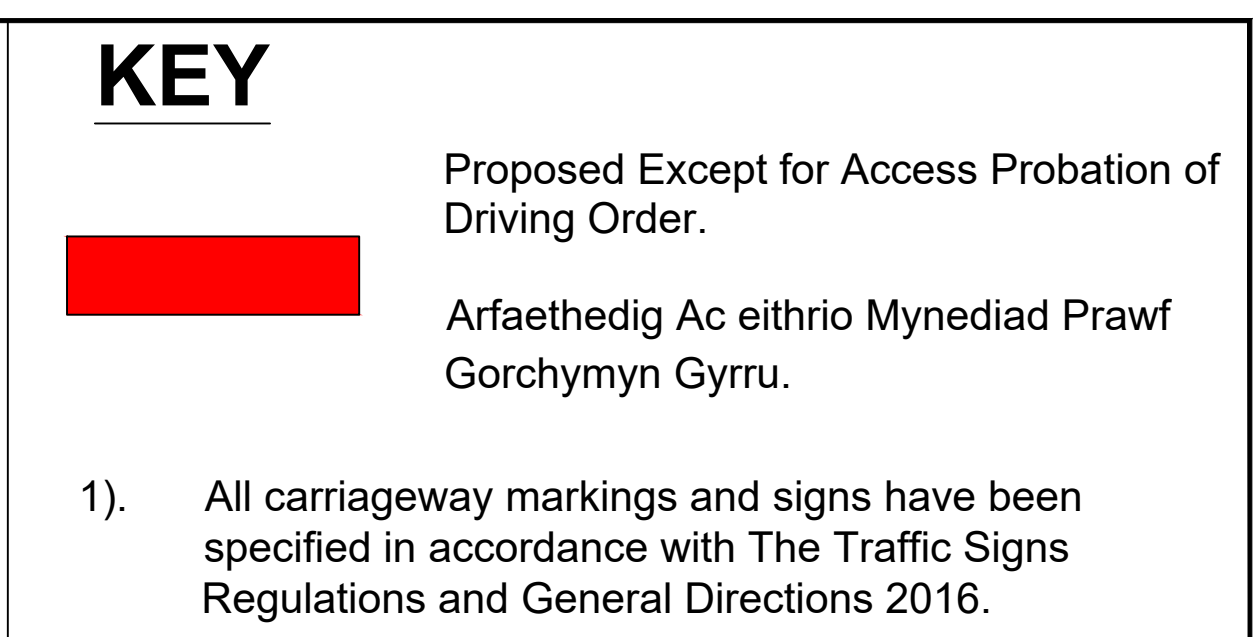 KEY
Proposed Except for Access Probation of
Driving Order.
Arfaethedig Ac eithrio Mynediad Prawf
Gorchymyn Gyrru.
1). All carriageway markings and signs have been
specified in accordance with The Traffic Signs
Regulations and General Directions 2016.